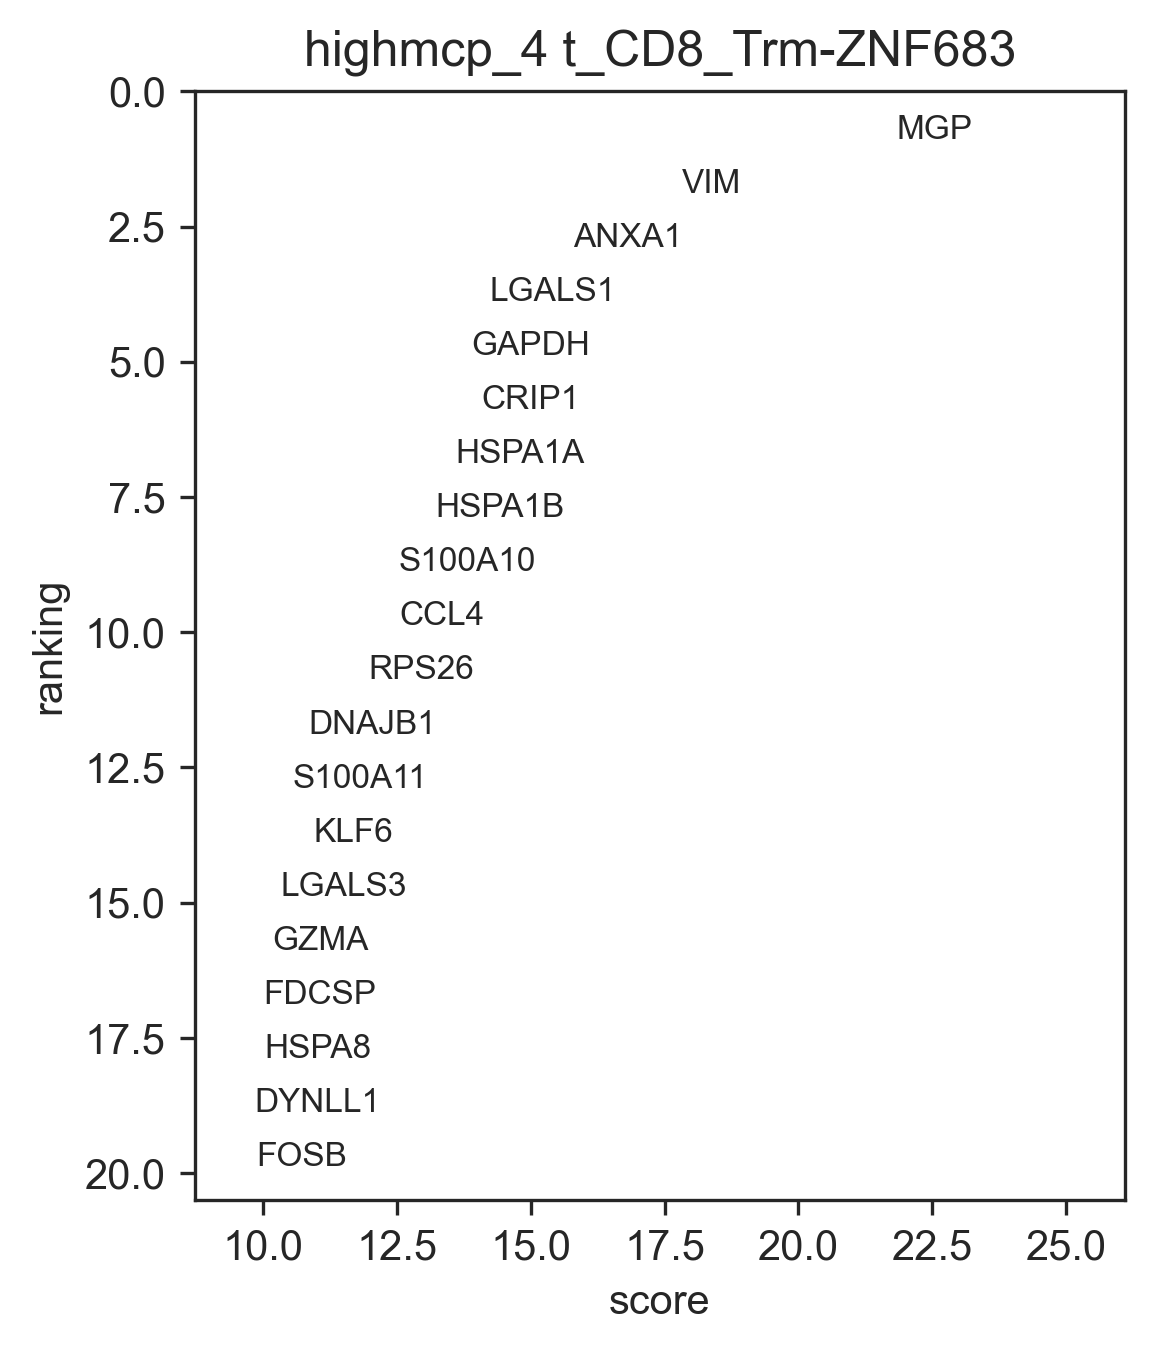 highmcp_4 t_CD8_Trm-ZNF683
0.0
MGP
VIM
2.5
ANXA1
LGALS1
GAPDH
5.0
CRIP1
HSPA1A
7.5
HSPA1B
S100A10
CCL4
10.0
ranking
RPS26
DNAJB1
12.5
S100A11
KLF6
LGALS3
15.0
GZMA
FDCSP
17.5
HSPA8
DYNLL1
FOSB
20.0
10.0 12.5 15.0 17.5 20.0 22.5 25.0
score